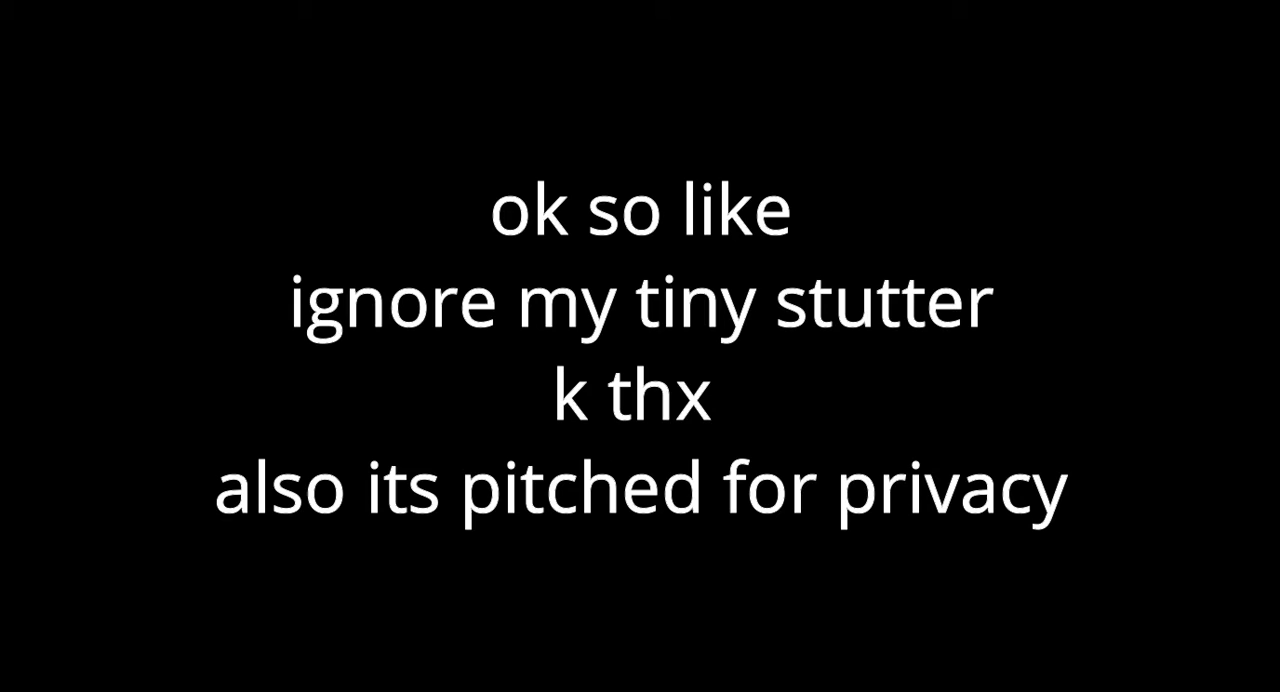 ok so like
ignore my tiny stutter
k thx
also its pitched for privacy